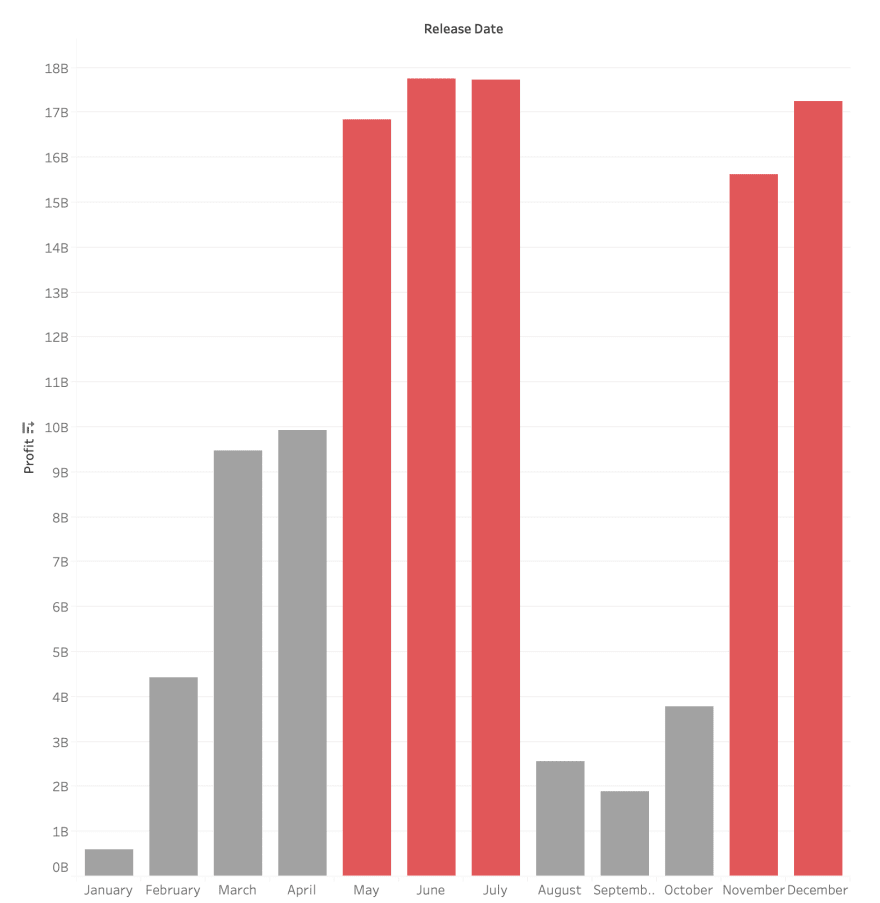 Release Date
Profit
18B
17B
16B
15B
14B
13B
12B
11B
10B
9B
8B
7B
6B
5B
4B
3B
2B
1B
0B
January February March April May June July August Septemb.. October November December